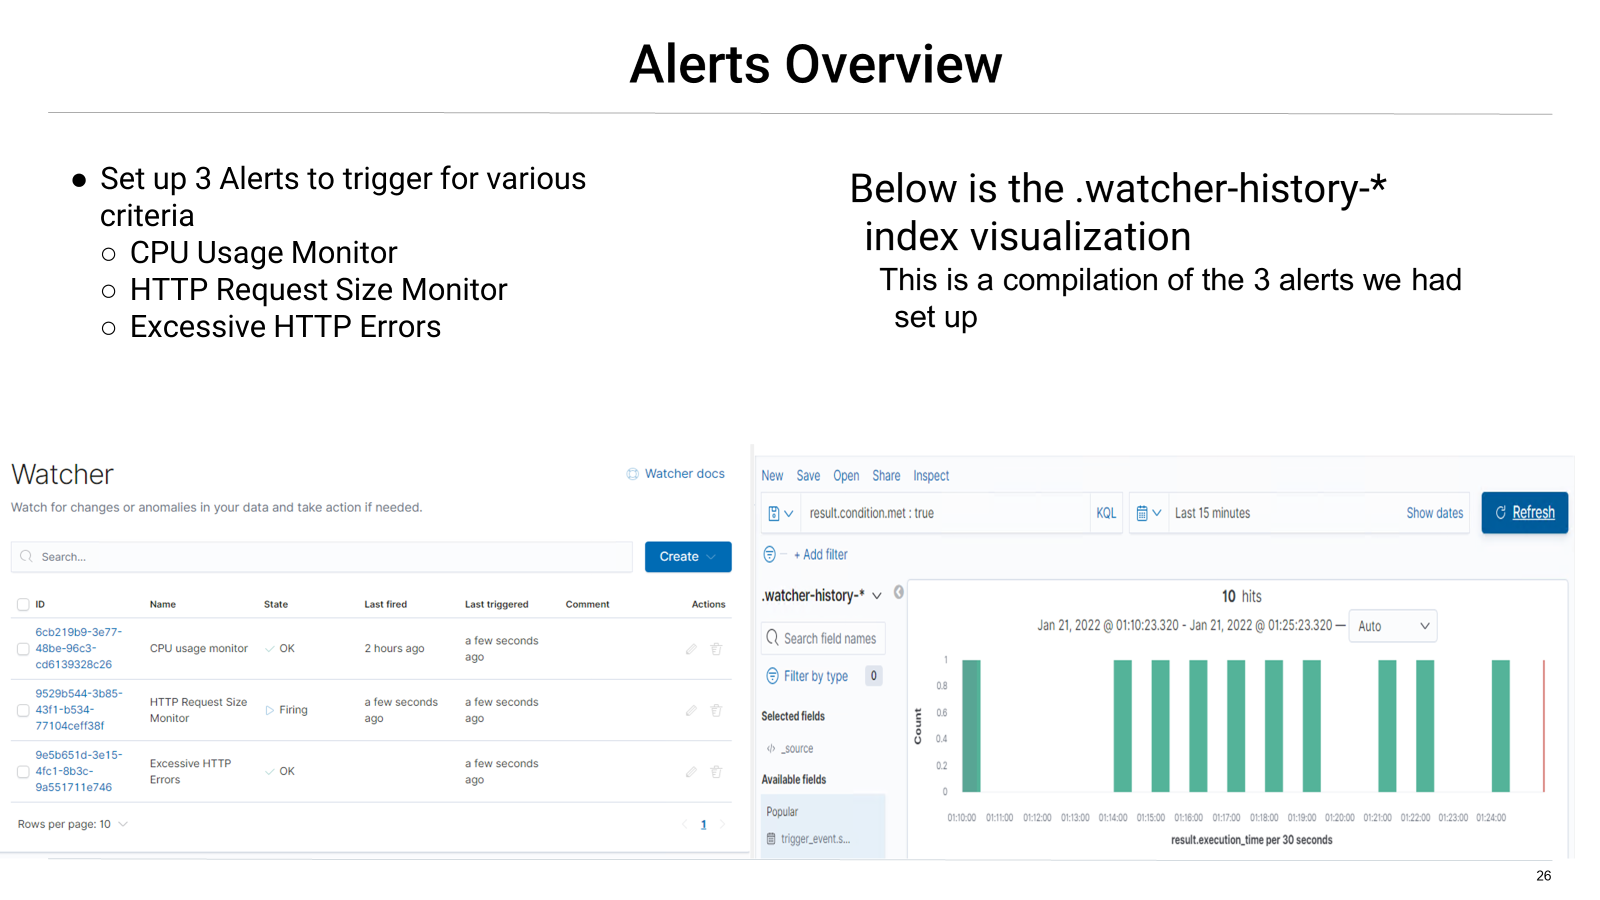 Alerts Overview
● Set up 3 Alerts to trigger for various
criteria
○ CPU Usage Monitor
○ HTTP Request Size Monitor
○ Excessive HTTP Errors
Below is the .watcher-history-*
index visualization
This is a compilation of the 3 alerts we had
set up
Watcher
Watcher docs
Watch for changes or anomalies in your data and take action if needed.
Search...
Create
ID Name State Last fired Last triggered Comment Actions
6cb219b9-3e77-
48be-96c3-
cd6139328c26
CPU usage monitor
OK
2 hours ago
a few seconds
ago
9529b544-3b85-
43f1-b534-
77104ceff38f
HTTP Request Size
Monitor
Firing
a few seconds
ago
a few seconds
ago
9e5b651d-3e15-
4fc1-8b3c-
9a551711e746
Excessive HTTP
Errors
OK
a few seconds
ago
Rows per page: 10
1
New Save Open Share Inspect
result.condition.met : true
KQL
Last 15 minutes
Show dates
Refresh
+ Add filter
.watcher-history-*
Search field names
Filter by type 0
Selected fields
_source
Available fields
Popular
trigger_event.s...
10 hits
Jan 21, 2022 @ 01:10:23.320 - Jan 21, 2022 @ 01:25:23.320 —
Auto
Count
1
0.8
0.6
0.4
0.2
0
01:10:00 01:11:00 01:12:00 01:13:00 01:14:00 01:15:00 01:16:00 01:17:00 01:18:00 01:19:00 01:20:00 01:21:00 01:22:00 01:23:00 01:24:00
result.execution_time per 30 seconds
26